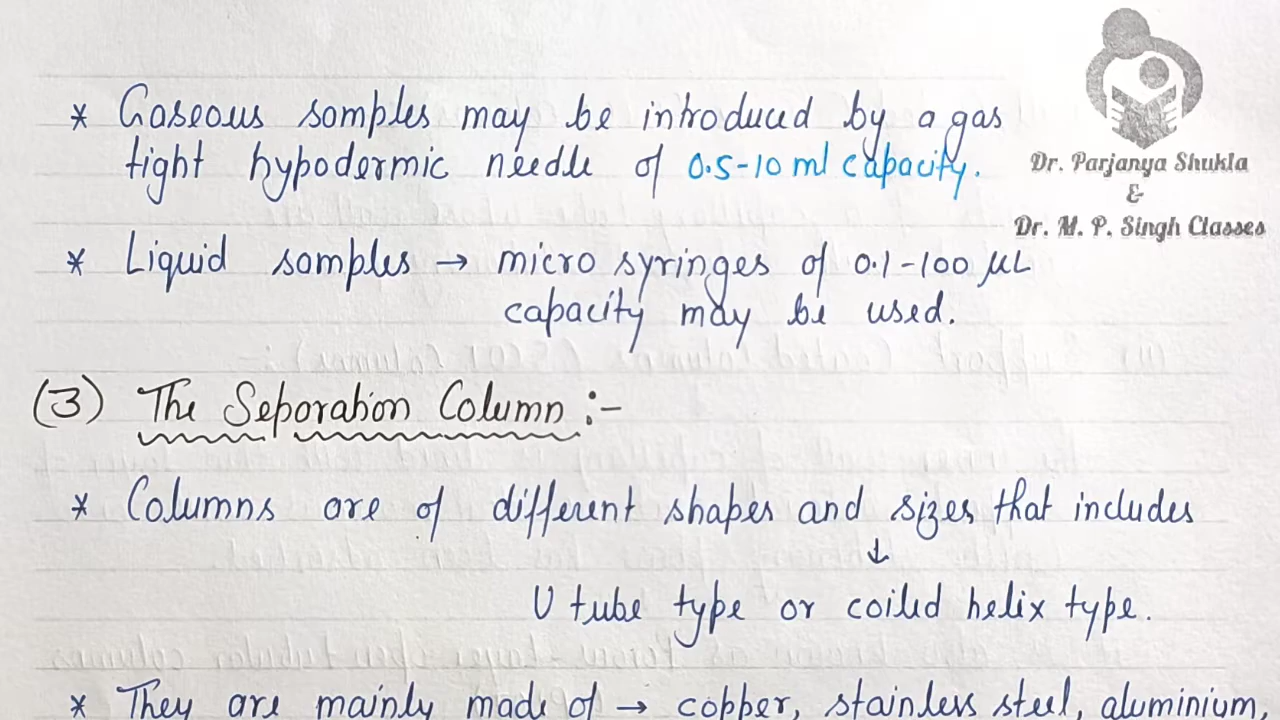 * Gaseous samples may be introduced by a gas
tight hypodermic needle of 0.5-10 ml capacity.
Dr. Parjanya Shukla
&
Dr. M. P. Singh Classes
* Liquid samples → micro syringes of 0.1-100 μL
capacity may be used.
(3) The Separation Column :-
* Columns are of different shapes and sizes that includes
↓
U tube type or coiled helix type.
* They are mainly made of → copper, stainless steel, aluminium,